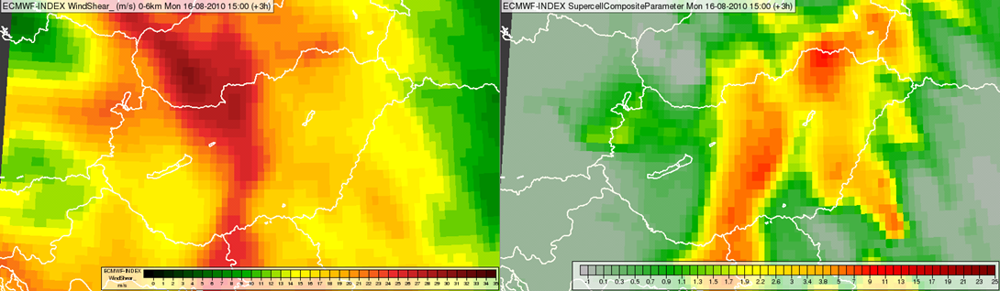 ECMWF-INDEX WindShear_ (m/s) 0-6km Mon 16-08-2010 15:00 (+3h)
ECMWF-INDEX SupercellCompositeParameter Mon 16-08-2010 15:00 (+3h)
ECMWF-INDEX
WindShear_
m/s
0 1 2 3 4 5 6 7 8 9 10 11 12 13 14 15 16 17 18 19 20 21 22 23 24 25 26 27 28 29 30 31 32 33 34 35
-1 0.1 0.3 0.5 0.7 0.9 1.1 1.3 1.5 1.7 1.9 2.2 2.6 3 3.4 3.8 5 7 9 11 13 15 17 19 21 23 25